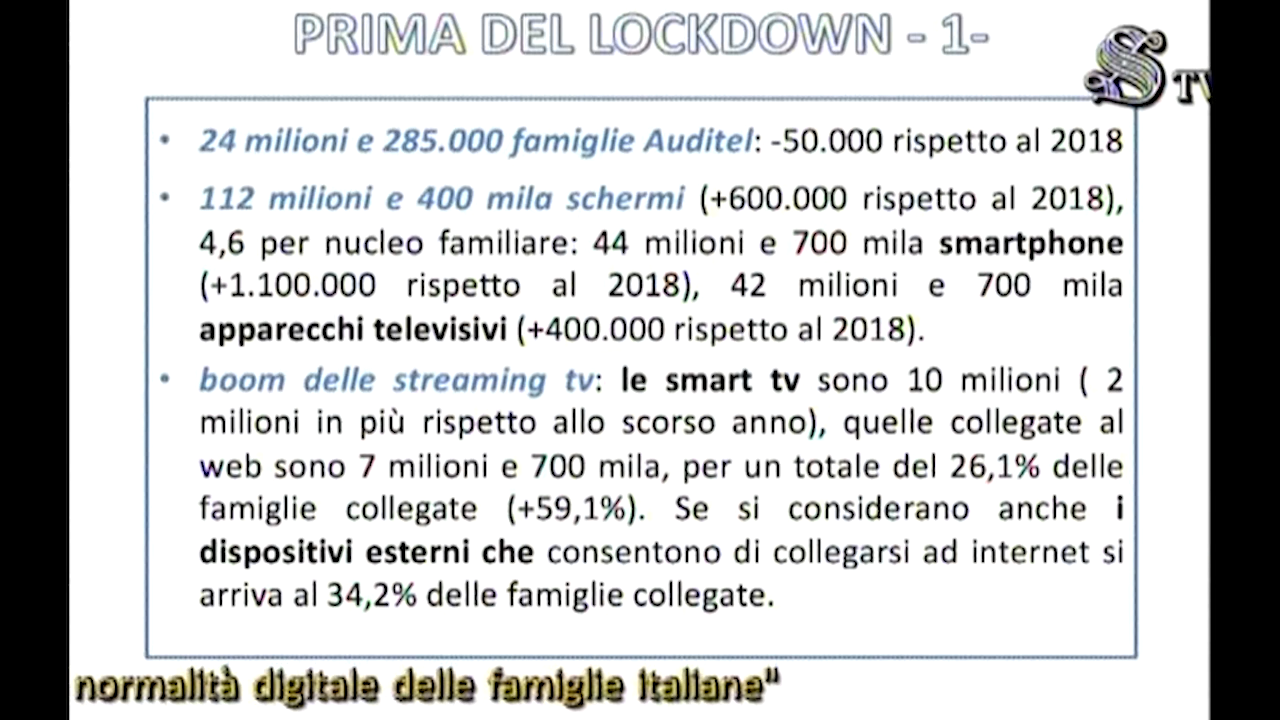 PRIMA DEL LOCKDOWN - 1-
S TV
• 24 milioni e 285.000 famiglie Auditel: -50.000 rispetto al 2018
• 112 milioni e 400 mila schermi (+600.000 rispetto al 2018),
4,6 per nucleo familiare: 44 milioni e 700 mila smartphone
(+1.100.000 rispetto al 2018), 42 milioni e 700 mila
apparecchi televisivi (+400.000 rispetto al 2018).
• boom delle streaming tv: le smart tv sono 10 milioni ( 2
milioni in più rispetto allo scorso anno), quelle collegate al
web sono 7 milioni e 700 mila, per un totale del 26,1% delle
famiglie collegate (+59,1%). Se si considerano anche i
dispositivi esterni che consentono di collegarsi ad internet si
arriva al 34,2% delle famiglie collegate.
normalità digitale delle famiglie Italiane"